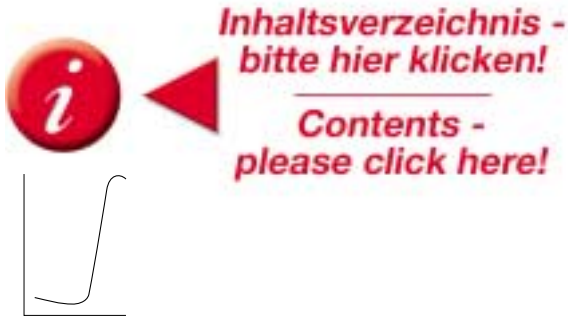 i
Inhaltsverzeichnis -
bitte hier klicken!
Contents -
please click here!